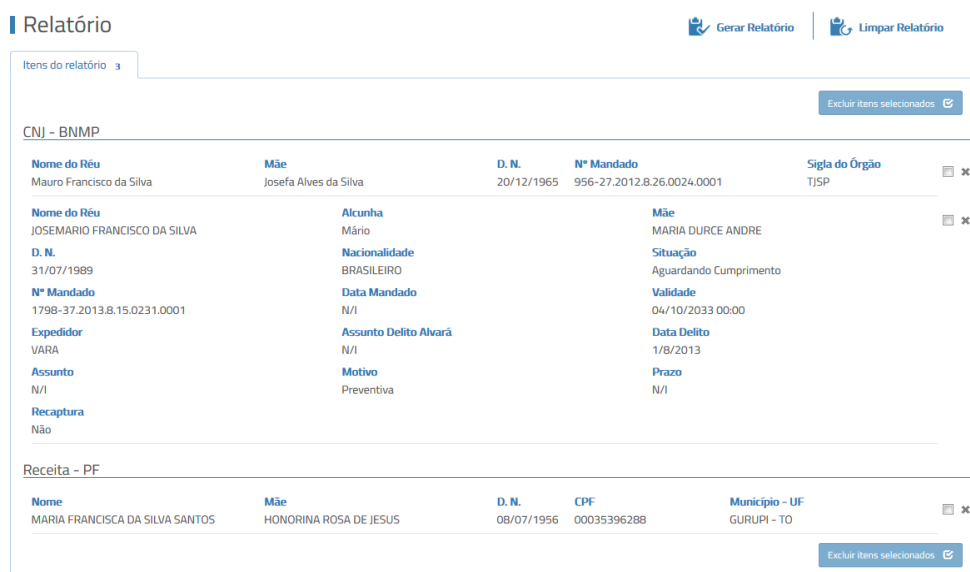 Relatório
Gerar Relatório Limpar Relatório
Itens do relatório 3
Excluir itens selecionados
CNJ - BNMP
Nome do Réu Mãe D. N. Nº Mandado Sigla do Órgão
Mauro Francisco da Silva Josefa Alves da Silva 20/12/1965 956-27.2012.8.26.0024.0001 TJSP
Nome do Réu Alcunha Mãe
JOSEMARIO FRANCISCO DA SILVA Mário MARIA DURCE ANDRE
D. N. Nacionalidade Situação
31/07/1989 BRASILEIRO Aguardando Cumprimento
Nº Mandado Data Mandado Validade
1798-37.2013.8.15.0231.0001 N/I 04/10/2033 00:00
Expedidor Assunto Delito Alvará Data Delito
VARA N/I 1/8/2013
Assunto Motivo Prazo
N/I Preventiva N/I
Recaptura
Não
Receita - PF
Nome Mãe D. N. CPF Município - UF
MARIA FRANCISCA DA SILVA SANTOS HONORINA ROSA DE JESUS 08/07/1956 00035396288 GURUPI - TO
Excluir itens selecionados